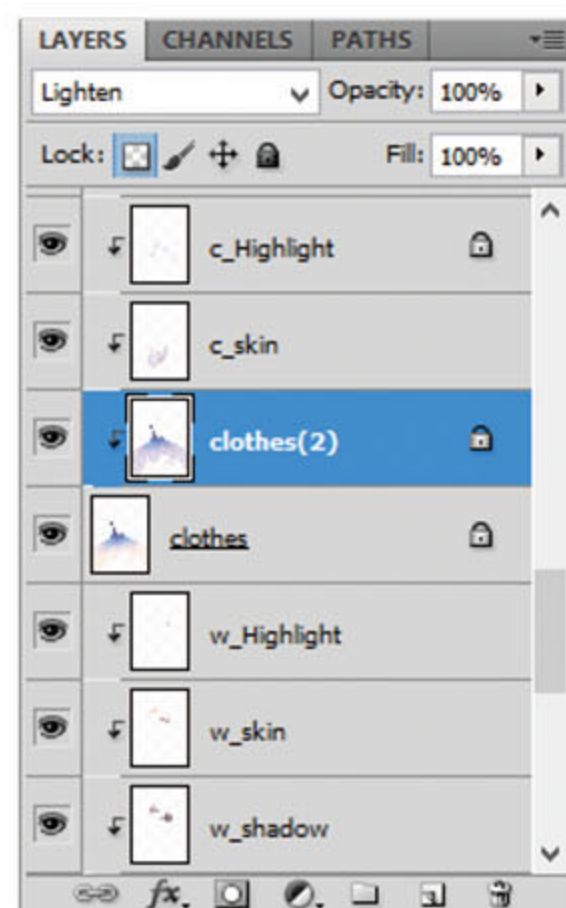 LAYERS CHANNELS PATHS
Lighten Opacity: 100%
Lock: Fill: 100%
c_Highlight
c_skin
clothes(2)
clothes
w_Highlight
w_skin
w_shadow
fx.